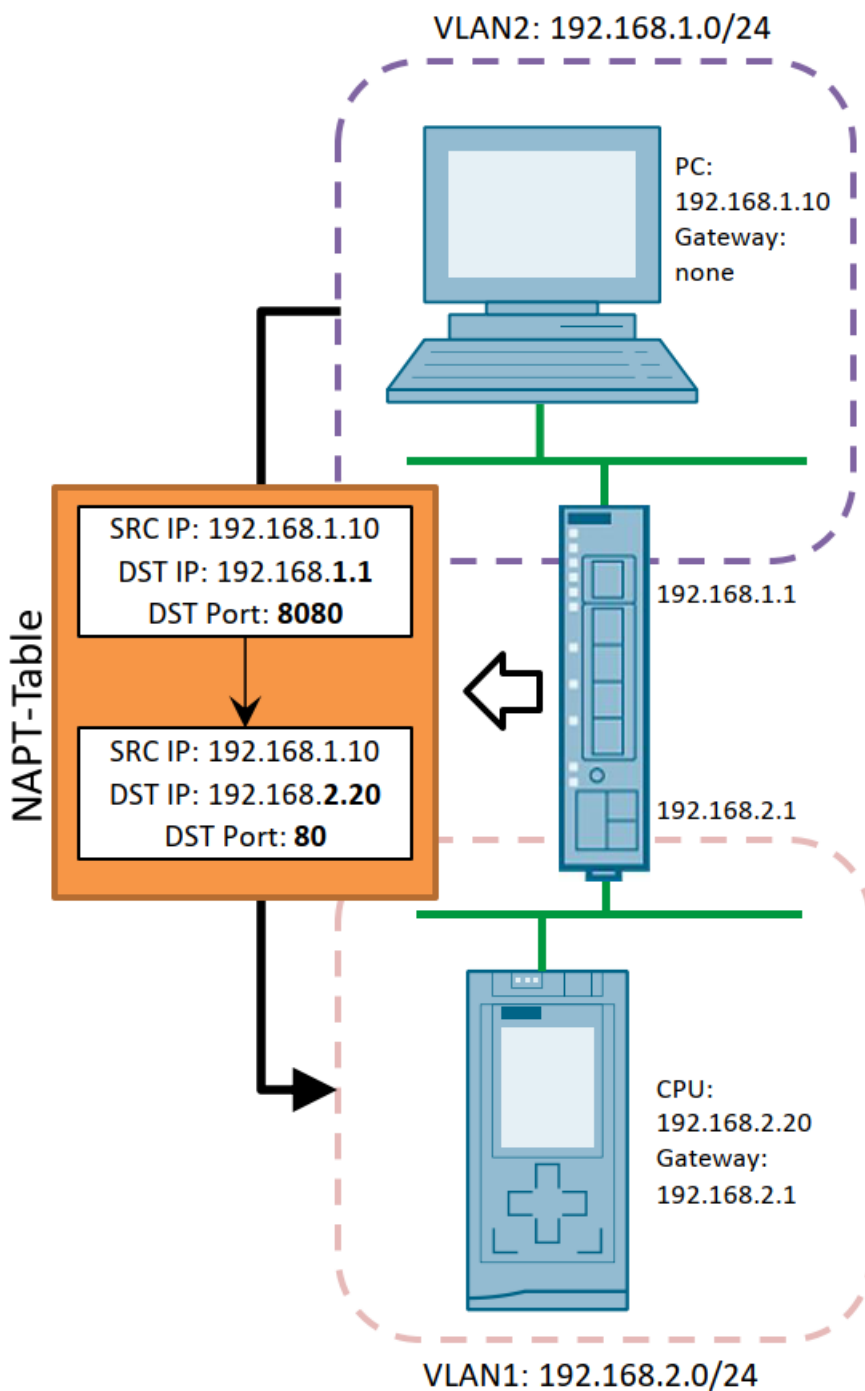 VLAN2: 192.168.1.0/24
PC:
192.168.1.10
Gateway:
none
NAPT-Table
SRC IP: 192.168.1.10
DST IP: 192.168.1.1
DST Port: 8080
SRC IP: 192.168.1.10
DST IP: 192.168.2.20
DST Port: 80
192.168.1.1
192.168.2.1
CPU:
192.168.2.20
Gateway:
192.168.2.1
VLAN1: 192.168.2.0/24